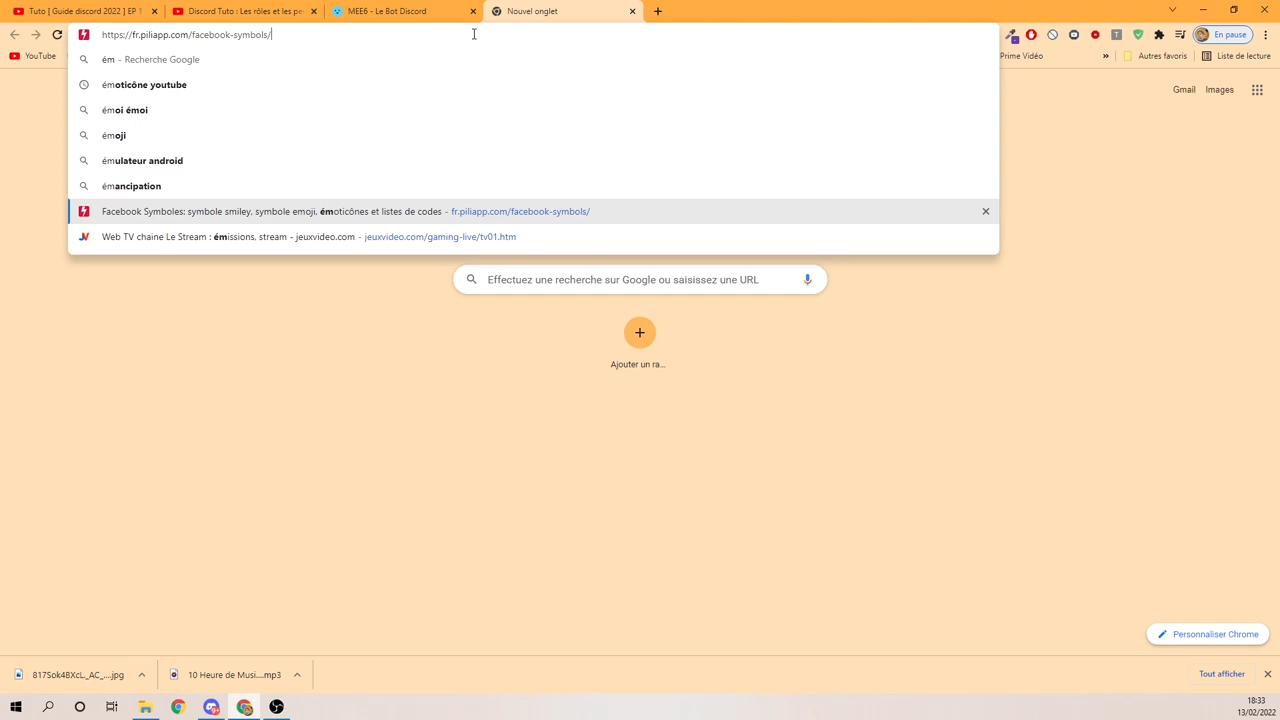 Tuto [ Guide discord 2022 ] EP 1
Discord Tuto : Les rôles et les pe
MEE6 - Le Bot Discord
Nouvel onglet
https://fr.piliapp.com/facebook-symbols/
En pause
YouTube
Prime Vidéo
»
Autres favoris
Liste de lecture
ém - Recherche Google
émoticône youtube
émoi émoi
émoji
émulateur android
émancipation
Facebook Symboles: symbole smiley, symbole emoji, émoticônes et listes de codes - fr.piliapp.com/facebook-symbols/
Web TV chaine Le Stream : émissions, stream - jeuxvideo.com - jeuxvideo.com/gaming-live/tv01.htm
Gmail
Images
Effectuez une recherche sur Google ou saisissez une URL
Ajouter un ra...
Personnaliser Chrome
817Sok4BXcL._AC_....jpg
10 Heure de Musi....mp3
Tout afficher
18:33
13/02/2022